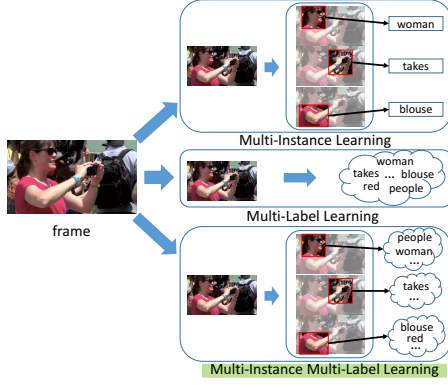 woman
takes
blouse
Multi-Instance Learning
woman
takes ... blouse
red people
Multi-Label Learning
frame
people
woman
...
takes
...
blouse
red
...
Multi-Instance Multi-Label Learning